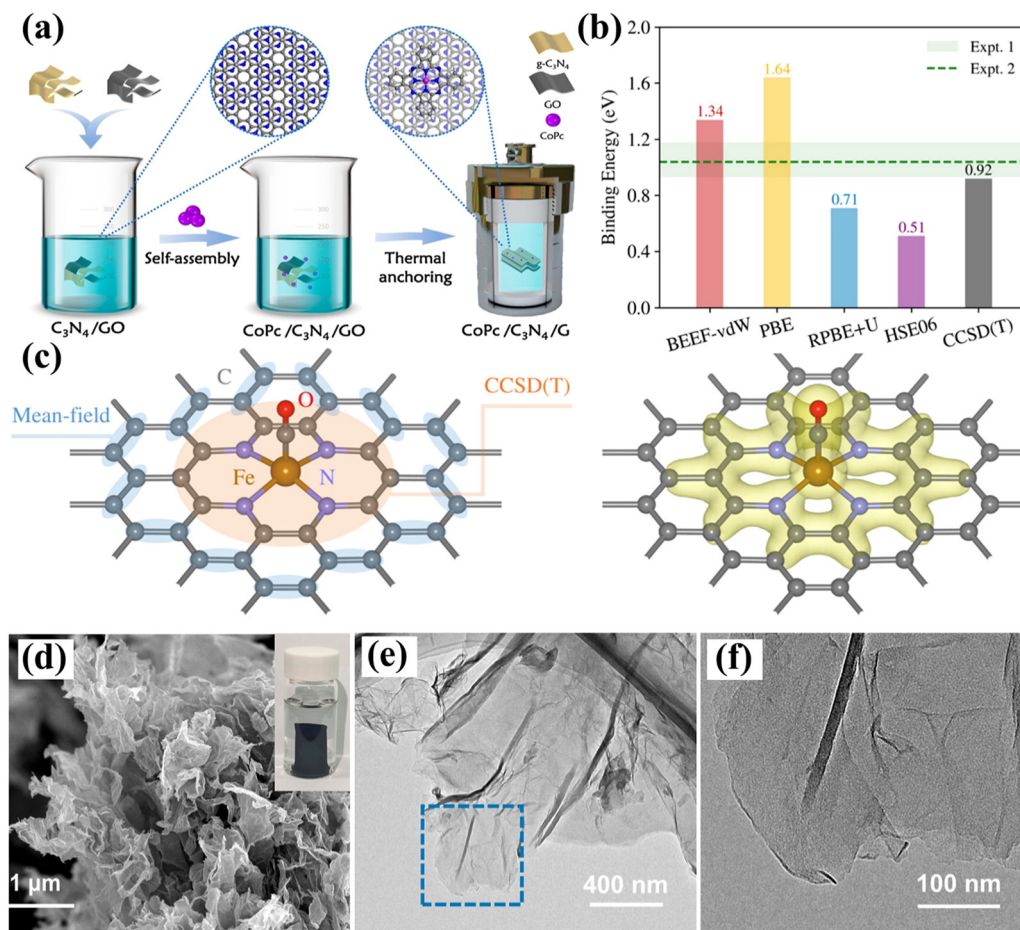 (a)
g-C₃N₄
GO
CoPc
Self-assembly
Thermal
anchoring
C₃N₄/GO
CoPc/C₃N₄/GO
CoPc/C₃N₄/G
(b)
Binding Energy (eV)
2.0
1.6
1.2
0.8
0.4
0.0
Expt. 1
Expt. 2
1.34
1.64
0.71
0.51
0.92
BEEF-vdW
PBE
RPBE+U
HSE06
CCSD(T)
(c)
Mean-field
C
O
CCSD(T)
Fe
N
(d)
1 µm
(e)
400 nm
(f)
100 nm